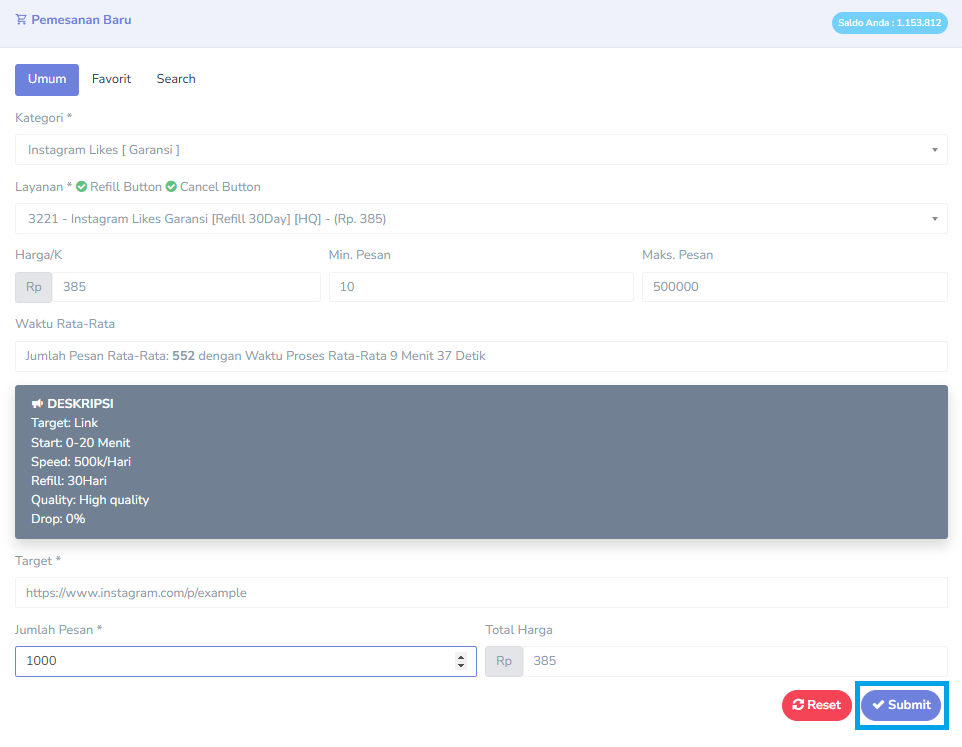 Pemesanan Baru
Saldo Anda : 1.153.812
Umum Favorit Search
Kategori *
Instagram Likes [ Garansi ]
Layanan * Refill Button Cancel Button
3221 - Instagram Likes Garansi [Refill 30Day] [HQ] - (Rp. 385)
Harga/K Min. Pesan Maks. Pesan
Rp 385 10 500000
Waktu Rata-Rata
Jumlah Pesan Rata-Rata: 552 dengan Waktu Proses Rata-Rata 9 Menit 37 Detik
DESKRIPSI
Target: Link
Start: 0-20 Menit
Speed: 500k/Hari
Refill: 30Hari
Quality: High quality
Drop: 0%
Target *
https://www.instagram.com/p/example
Jumlah Pesan * Total Harga
1000 Rp 385
Reset Submit